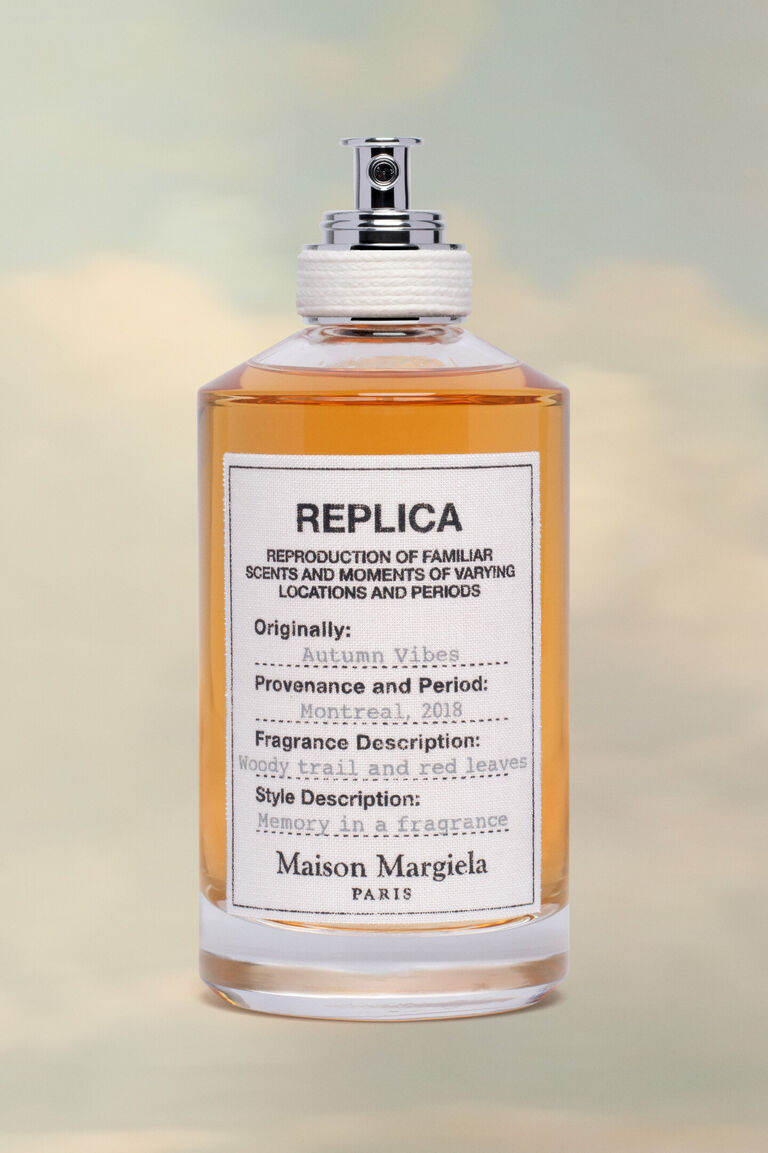 REPLICA
REPRODUCTION OF FAMILIAR
SCENTS AND MOMENTS OF VARYING
LOCATIONS AND PERIODS
Originally:
Autumn Vibes
Provenance and Period:
Montreal, 2018
Fragrance Description:
Woody trail and red leaves
Style Description:
Memory in a fragrance
Maison Margiela
PARIS